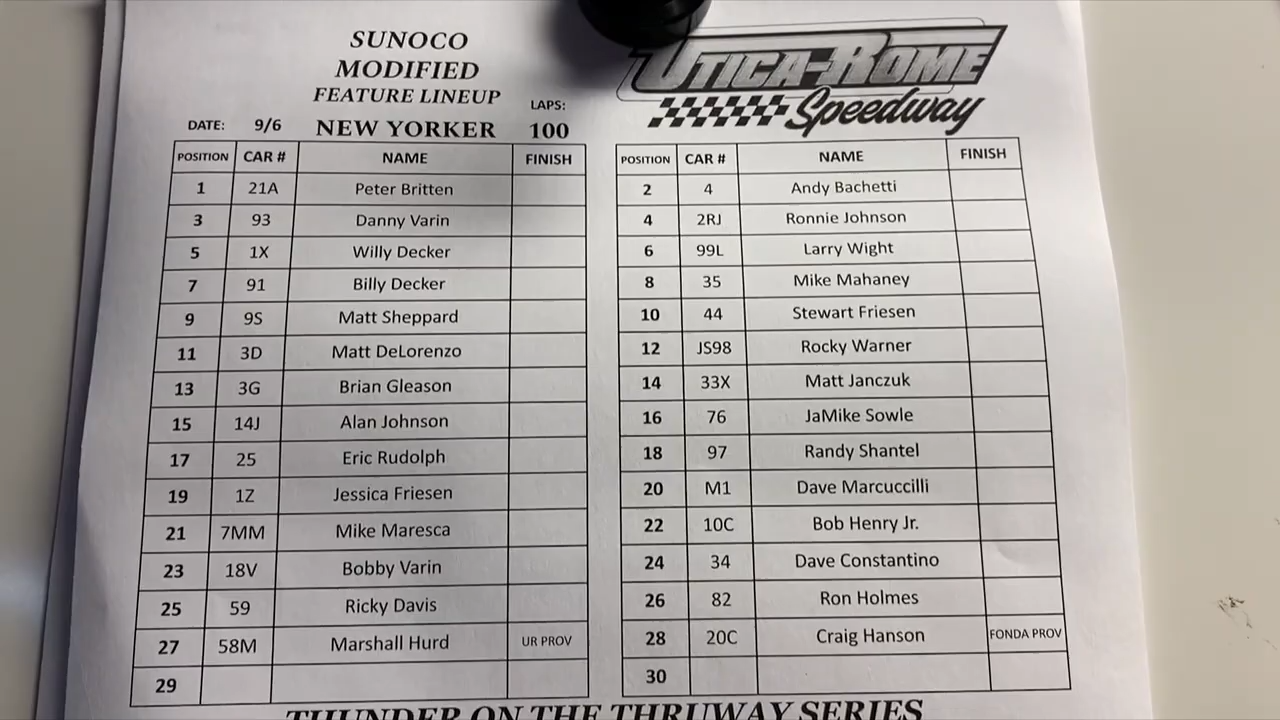 SUNOCO
MODIFIED
FEATURE LINEUP
DATE: 9/6 NEW YORKER LAPS: 100
UTICA-ROME
Speedway
POSITION CAR # NAME FINISH
1 21A Peter Britten
3 93 Danny Varin
5 1X Willy Decker
7 91 Billy Decker
9 9S Matt Sheppard
11 3D Matt DeLorenzo
13 3G Brian Gleason
15 14J Alan Johnson
17 25 Eric Rudolph
19 1Z Jessica Friesen
21 7MM Mike Maresca
23 18V Bobby Varin
25 59 Ricky Davis
27 58M Marshall Hurd UR PROV
29
POSITION CAR # NAME FINISH
2 4 Andy Bachetti
4 2RJ Ronnie Johnson
6 99L Larry Wight
8 35 Mike Mahaney
10 44 Stewart Friesen
12 JS98 Rocky Warner
14 33X Matt Janczuk
16 76 JaMike Sowle
18 97 Randy Shantel
20 M1 Dave Marcuccilli
22 10C Bob Henry Jr.
24 34 Dave Constantino
26 82 Ron Holmes
28 20C Craig Hanson FONDA PROV
30
THUNDER ON THE THRUWAY SERIES